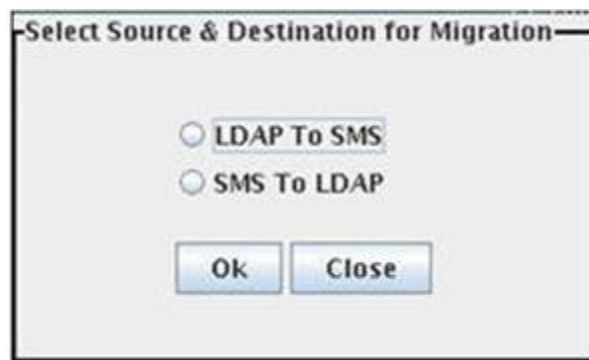 Select Source & Destination for Migration
LDAP To SMS
SMS To LDAP
Ok Close